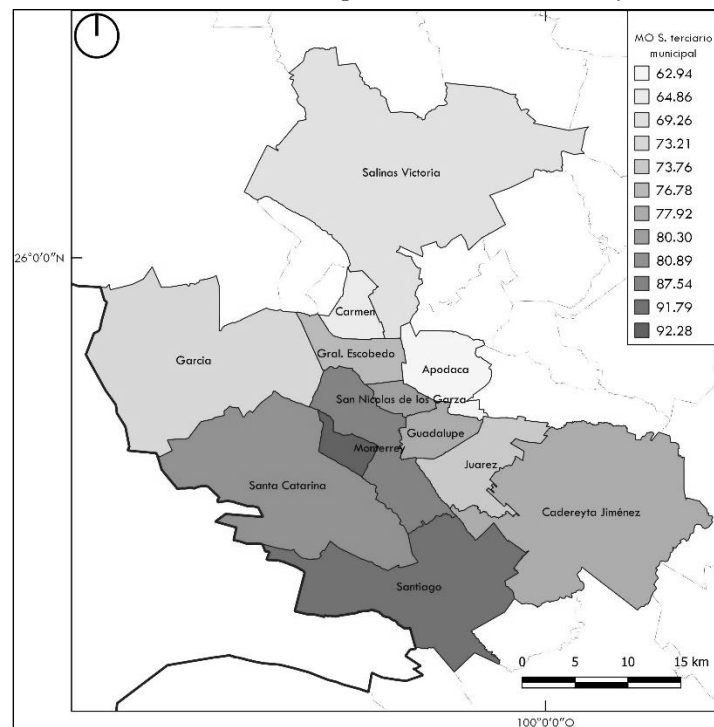 MO S. terciario
municipal
62.94
64.86
69.26
73.21
73.76
76.78
77.92
80.30
80.89
87.54
91.79
92.28
Salinas Victoria
26°0'0"N
Carmen
Gral. Escobedo
Garcia
Apodaca
San Nicolas de los Garza
Guadalupe
Monterrey
Juarez
Santa Catarina
Cadereyta Jiménez
Santiago
0 5 10 15 km
100°0'0"O